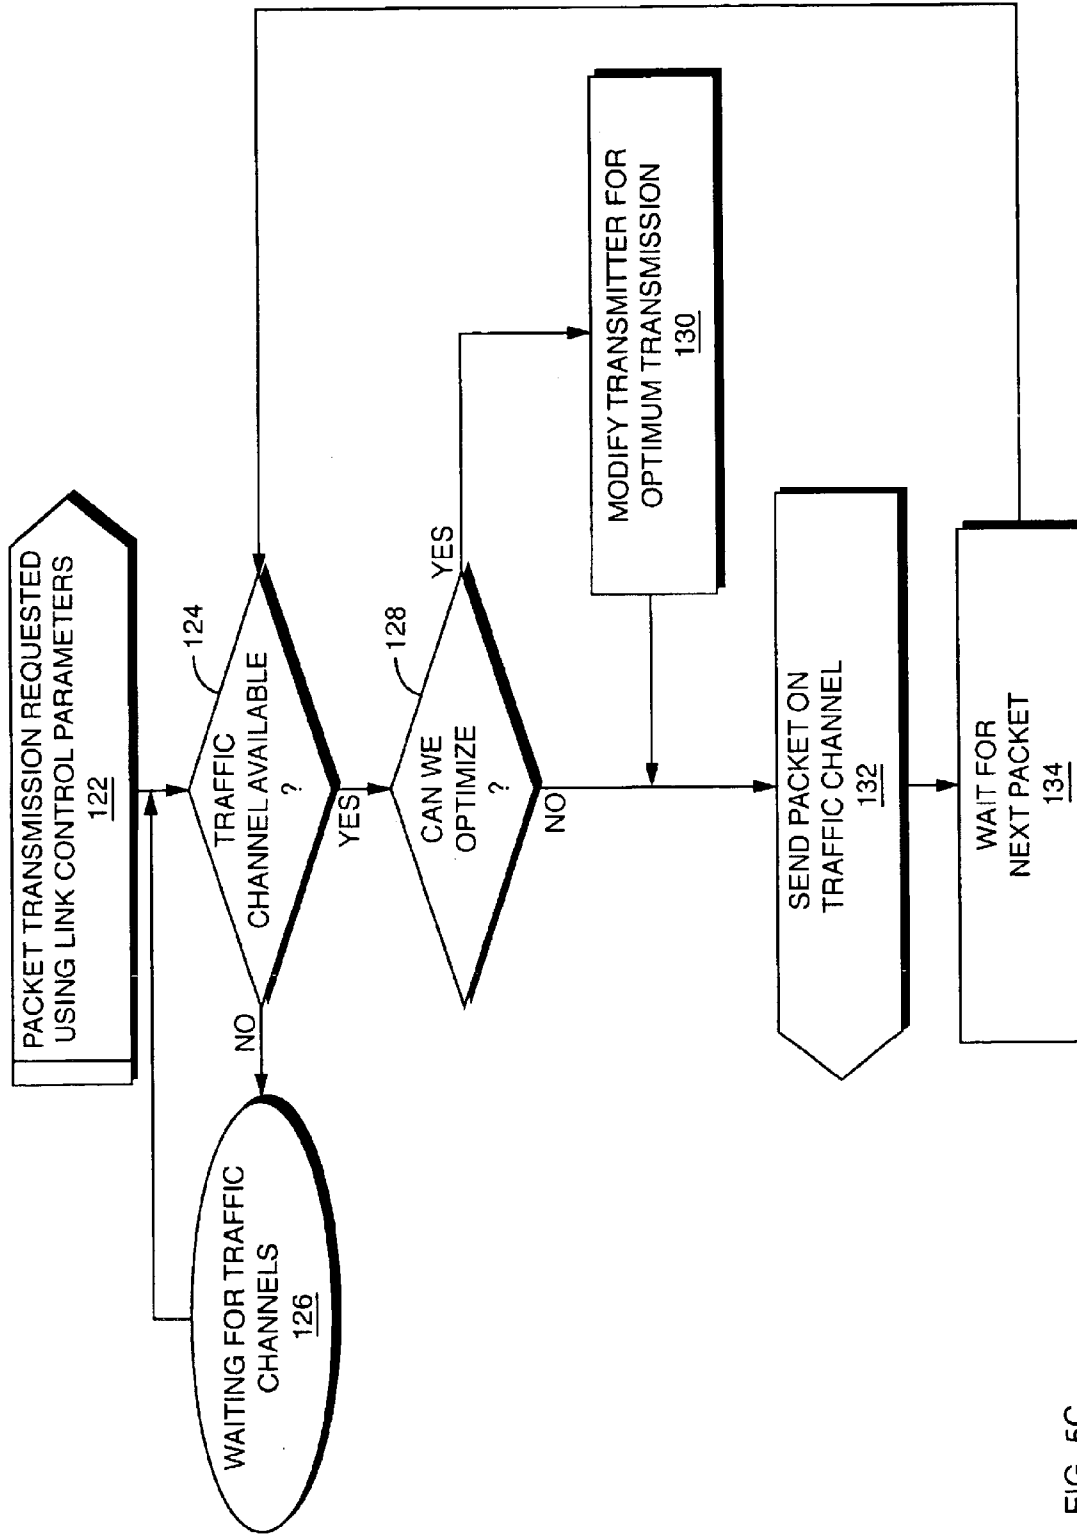 PACKET TRANSMISSION REQUESTED
USING LINK CONTROL PARAMETERS
122
124
TRAFFIC
CHANNEL AVAILABLE
?
NO
YES
WAITING FOR TRAFFIC
CHANNELS
126
128
CAN WE
OPTIMIZE
?
YES
NO
MODIFY TRANSMITTER FOR
OPTIMUM TRANSMISSION
130
SEND PACKET ON
TRAFFIC CHANNEL
132
WAIT FOR
NEXT PACKET
134
FIG. 5C